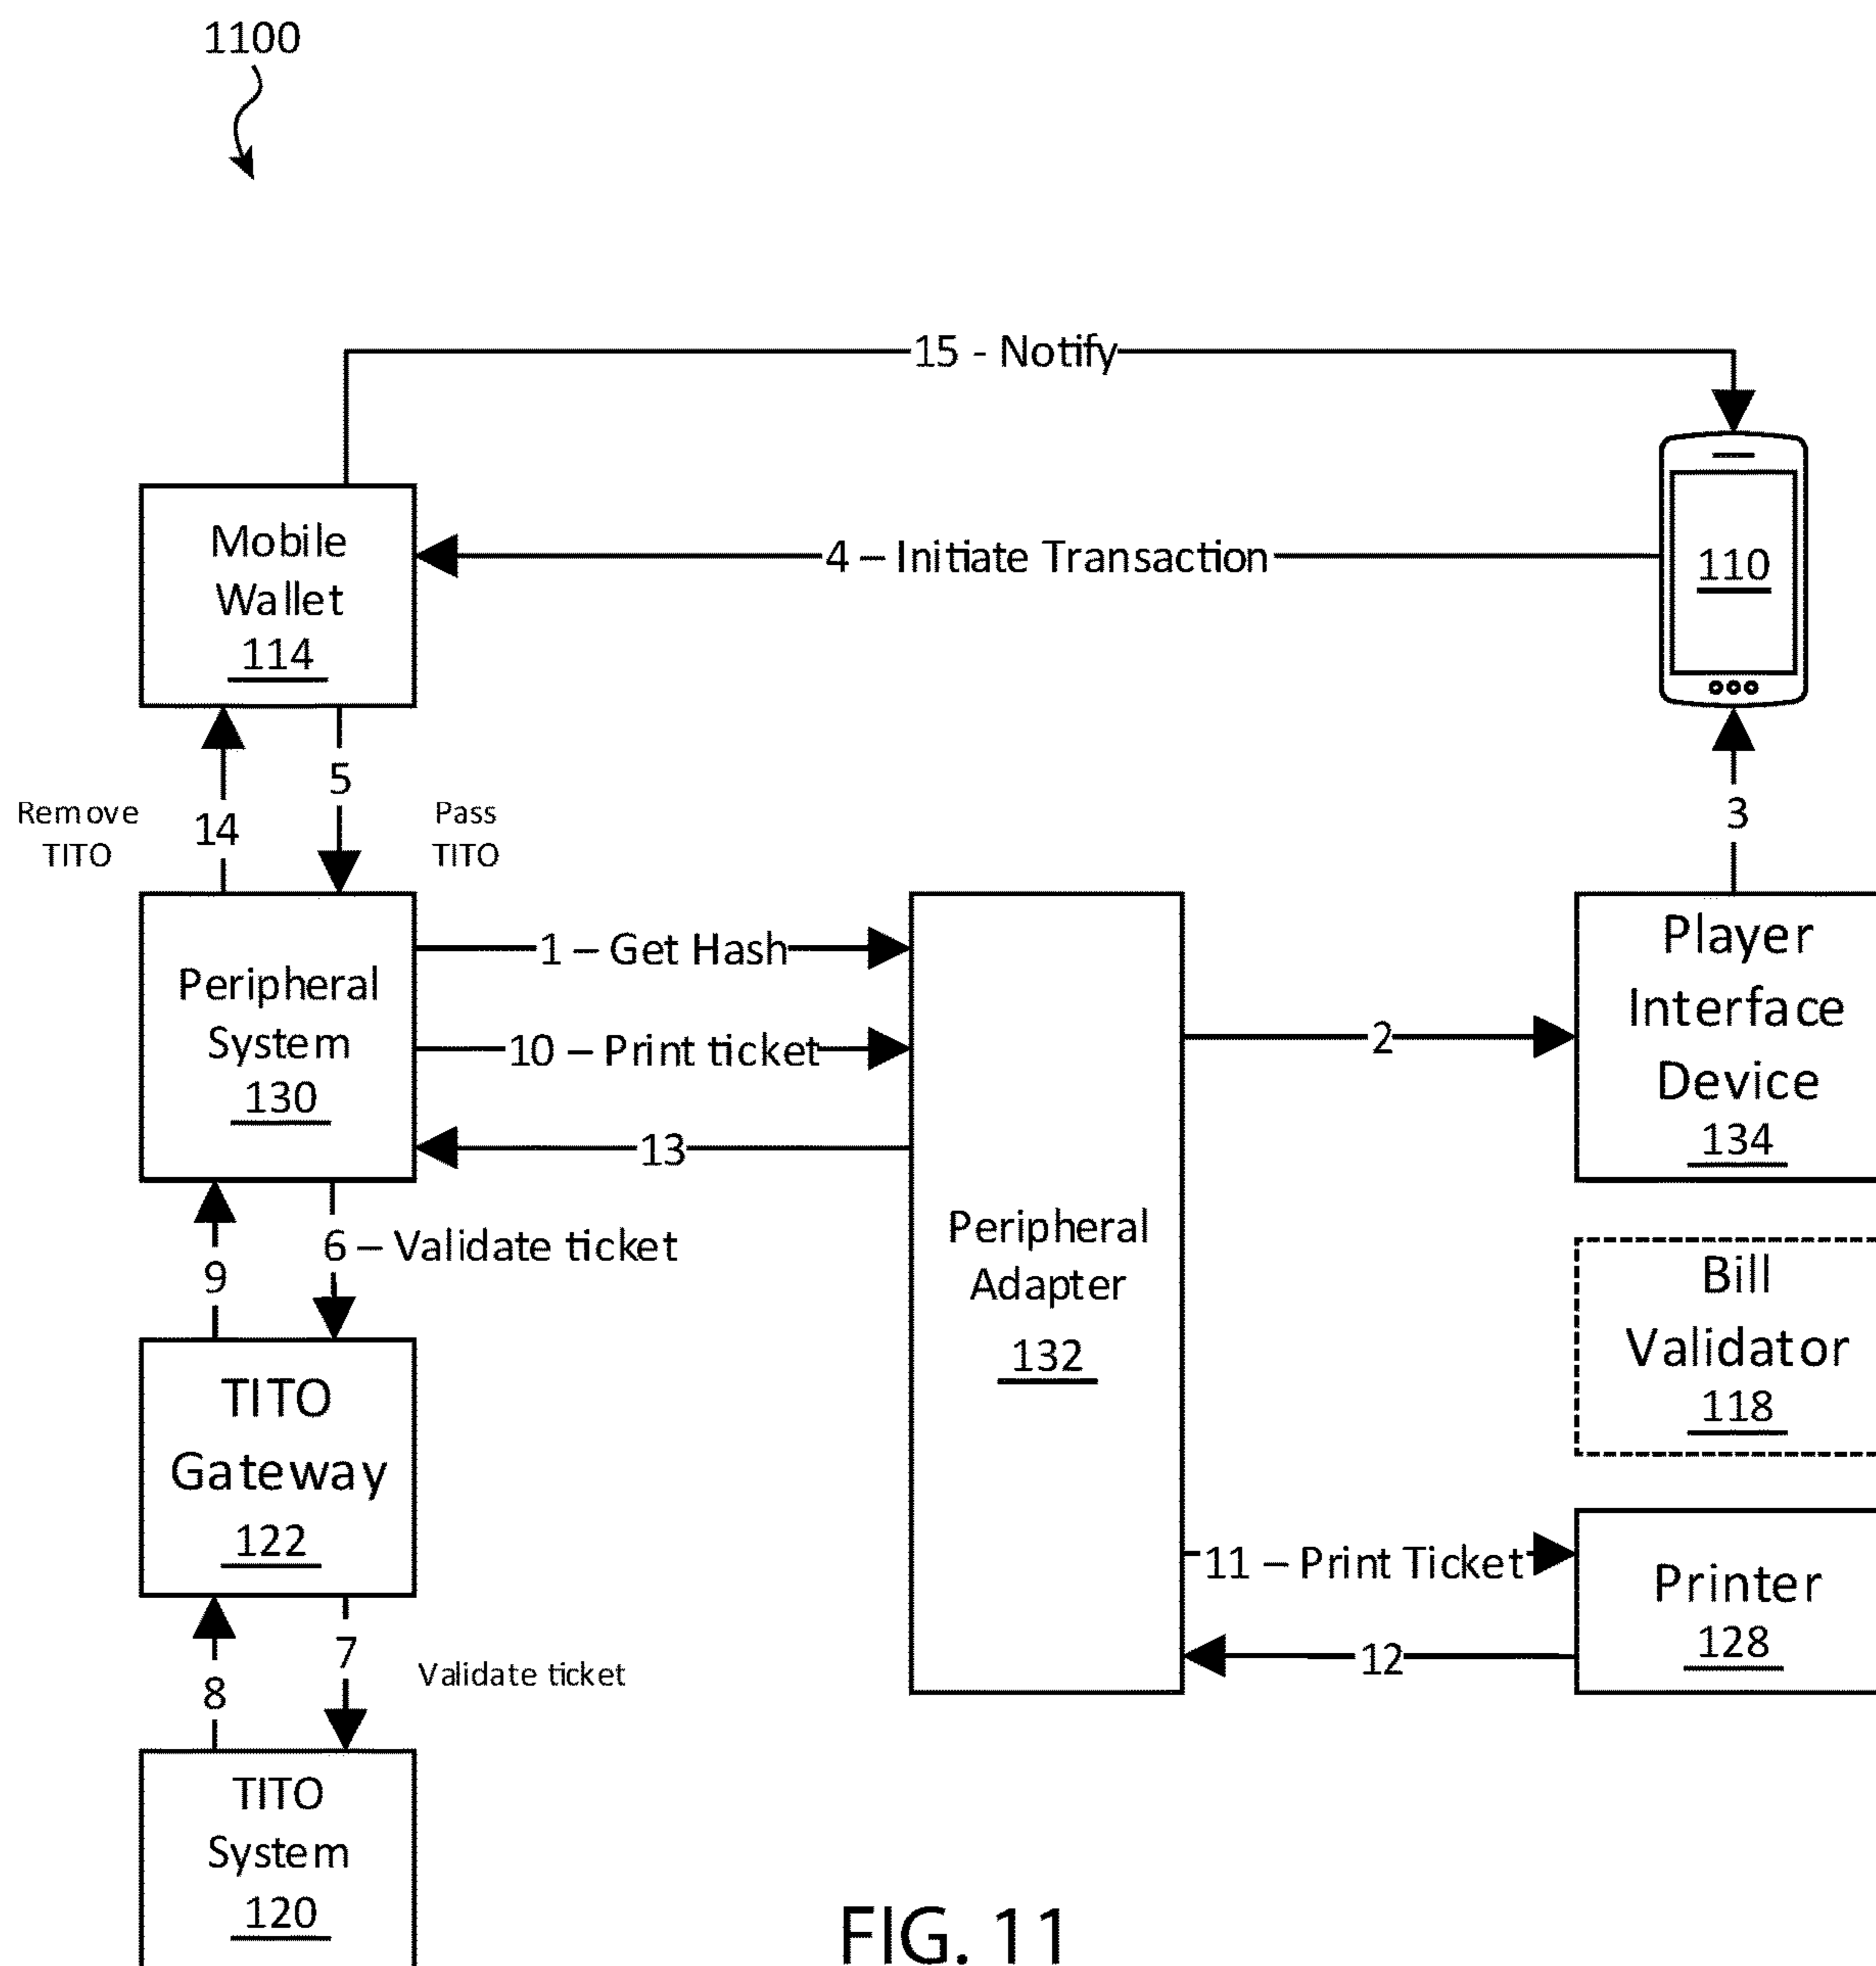 1100
15 - Notify
Mobile
Wallet
114
4 – Initiate Transaction
110
Remove
TITO
14
5
Pass
TITO
3
Peripheral
System
130
1 – Get Hash
10 – Print ticket
13
Peripheral
Adapter
132
2
Player
Interface
Device
134
9
6 – Validate ticket
Bill
Validator
118
TITO
Gateway
122
11 – Print Ticket
12
Printer
128
8
7
Validate ticket
TITO
System
120
FIG. 11